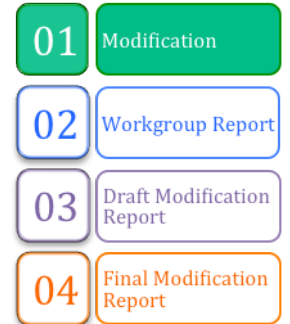 01 Modification
02 Workgroup Report
03 Draft Modification
Report
04 Final Modification
Report